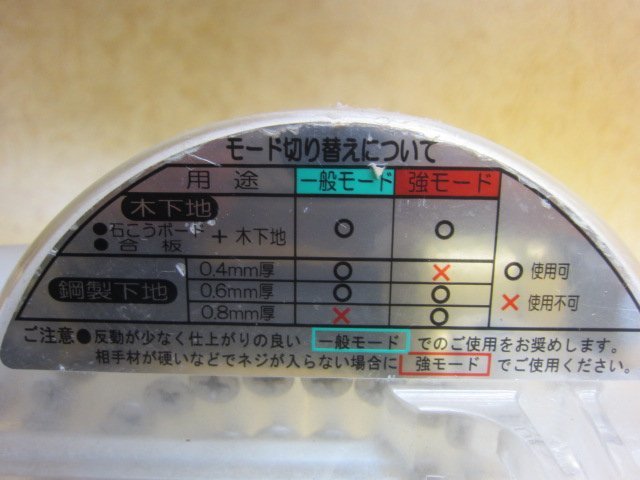 モード切り替えについて
用途 一般モード 強モード
木下地
●石こうボード
●合板 + 木下地 ○ ○
鋼製下地
0.4mm厚 ○ × ○ 使用可
0.6mm厚 ○ ○
0.8mm厚 × ○ × 使用不可
ご注意●反動が少なく仕上がりの良い 一般モード でのご使用をお奨めします。
相手材が硬いなどでネジが入らない場合に 強モード でご使用ください。